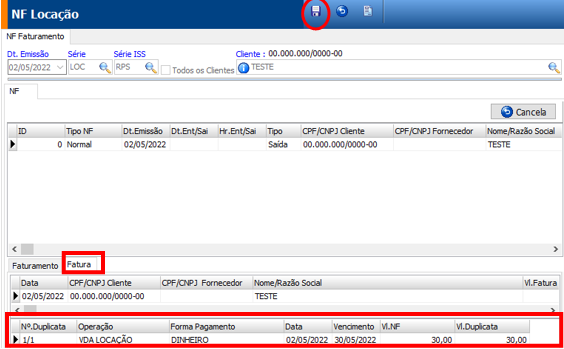 NF Locação
NF Faturamento
Dt. Emissão Série Série ISS Cliente : 00.000.000/0000-00
02/05/2022 LOC RPS Todos os Clientes TESTE
NF
Cancela
ID Tipo NF Dt.Emissão Dt.Ent/Sai Hr.Ent/Sai Tipo CPF/CNPJ Cliente CPF/CNPJ Fornecedor Nome/Razão Social
0 Normal 02/05/2022 Saída 00.000.000/0000-00 TESTE
Faturamento Fatura
Data CPF/CNPJ Cliente CPF/CNPJ Fornecedor Nome/Razão Social Vl.Fatura
02/05/2022 00.000.000/0000-00 TESTE
Nº.Duplicata Operação Forma Pagamento Data Vencimento Vl.NF Vl.Duplicata
1/1 VDA LOCAÇÃO DINHEIRO 02/05/2022 30/05/2022 30,00 30,00